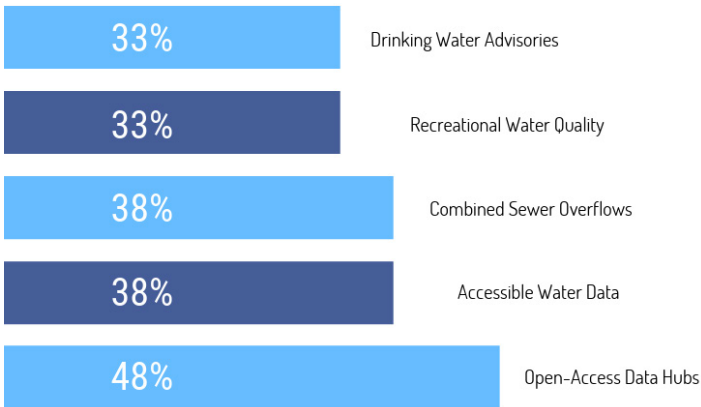 33% Drinking Water Advisories
33% Recreational Water Quality
38% Combined Sewer Overflows
38% Accessible Water Data
48% Open-Access Data Hubs